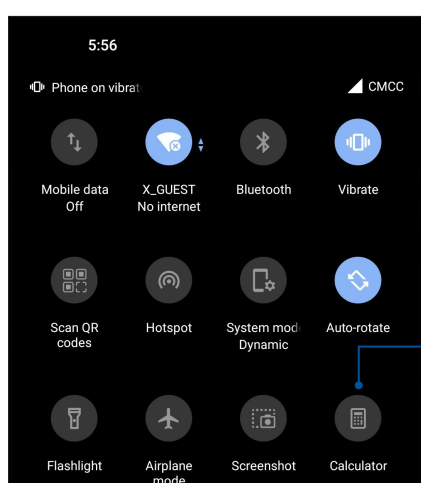 5:56
Phone on vibrat CMCC
Mobile data X_GUEST Bluetooth Vibrate
Off No internet
Scan QR Hotspot System mod Auto-rotate
codes Dynamic
Flashlight Airplane Screenshot Calculator
mode